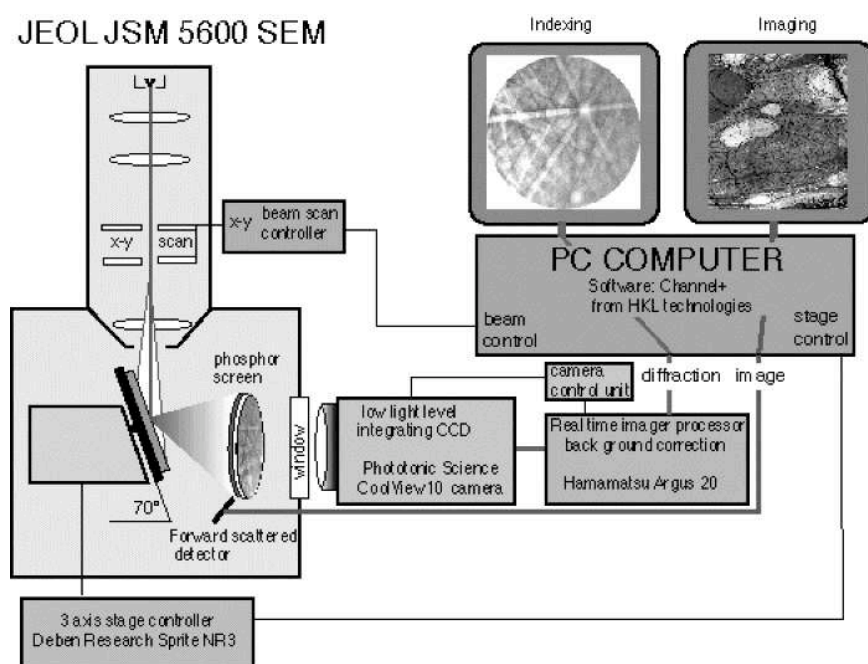 JEOL JSM 5600 SEM
Indexing
Imaging
x-y
scan
x-y beam scan
controller
PC COMPUTER
Software: Channel+
from HKL technologies
beam
control
stage
control
phosphor
screen
camera
control unit
diffraction
image
window
low light level
integrating CCD
Phototonic Science
CoolView10 camera
Real time imager processor
back ground correction
Hamamatsu Argus 20
70°
Forward scattered
detector
3 axis stage controller
Deben Research Sprite NR3